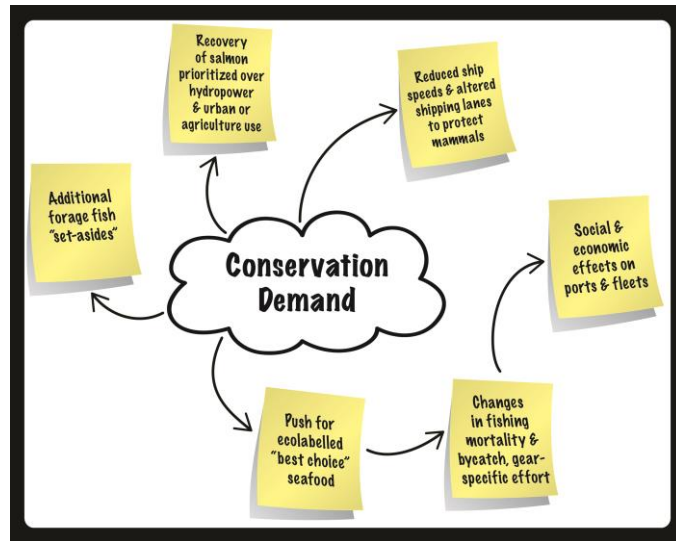 Recovery
of salmon
prioritized over
hydropower
& urban or
agriculture use
Reduced ship
speeds & altered
shipping lanes
to protect
mammals
Additional
forage fish
"set-asides"
Conservation
Demand
Social &
economic
effects on
ports & fleets
Push for
ecolabelled
"best choice"
seafood
Changes
in fishing
mortality &
bycatch, gear-
specific effort